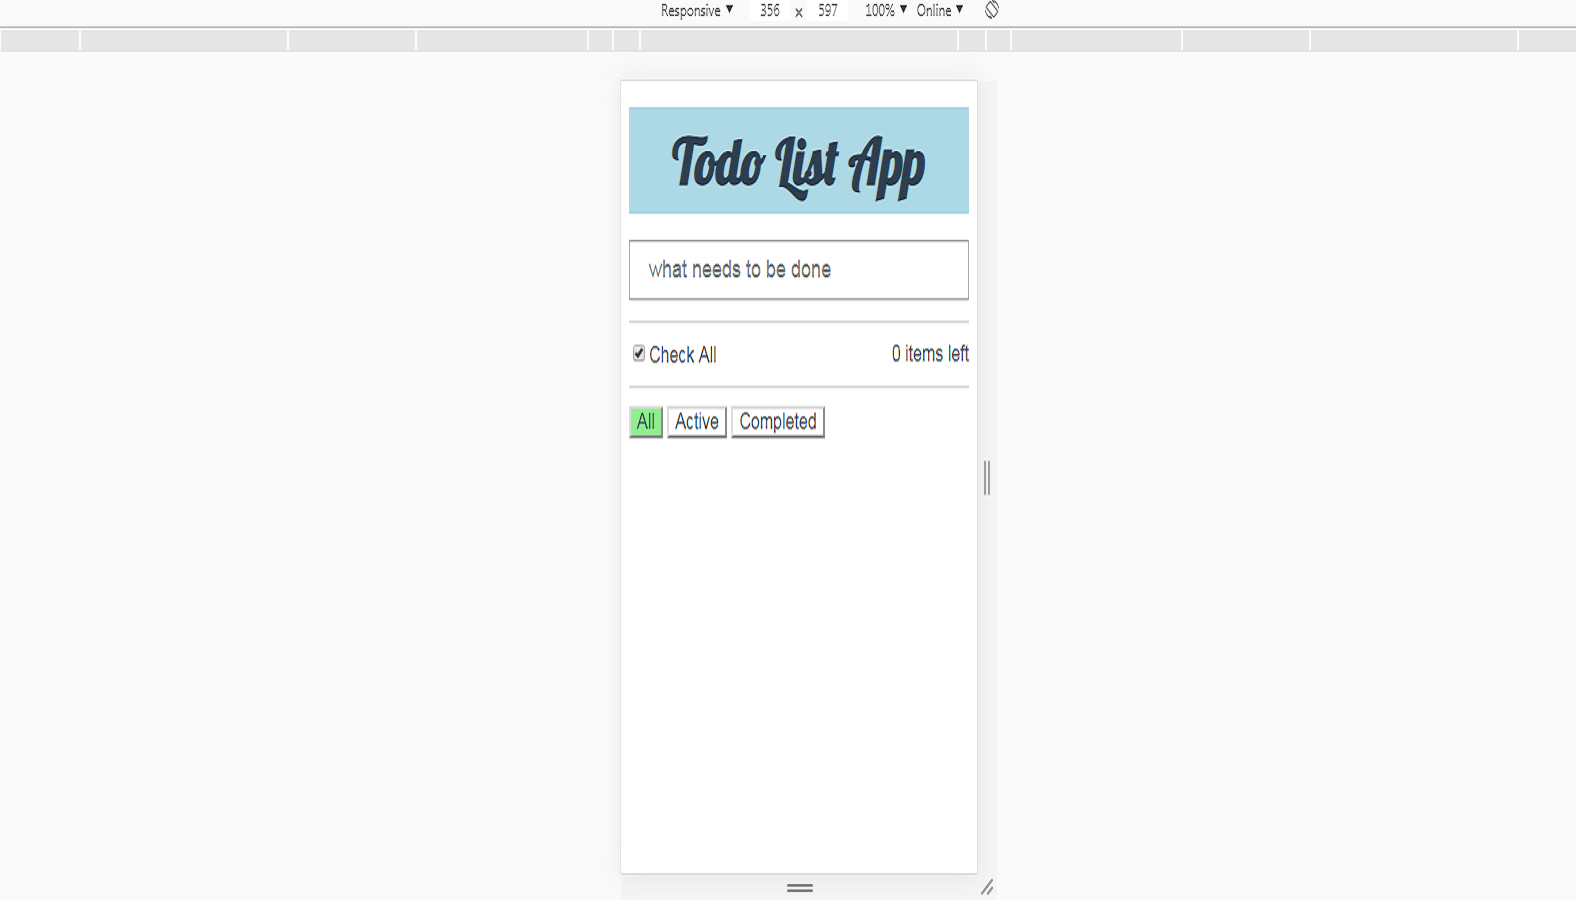 Responsive ▼ 356 x 597 100% ▼ Online ▼
Todo List App
what needs to be done
Check All 0 items left
All Active Completed